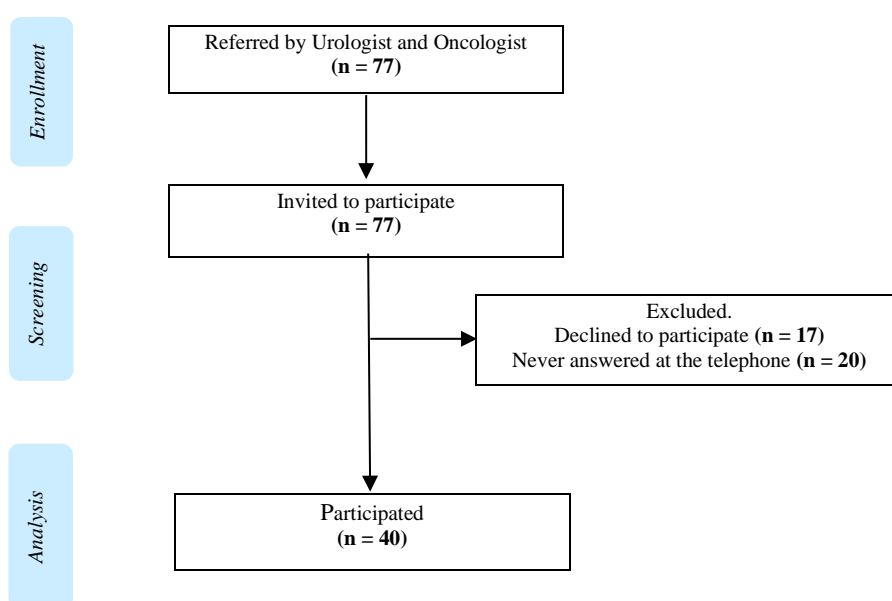 Enrollment
Referred by Urologist and Oncologist
(n = 77)
Invited to participate
(n = 77)
Screening
Excluded.
Declined to participate (n = 17)
Never answered at the telephone (n = 20)
Analysis
Participated
(n = 40)